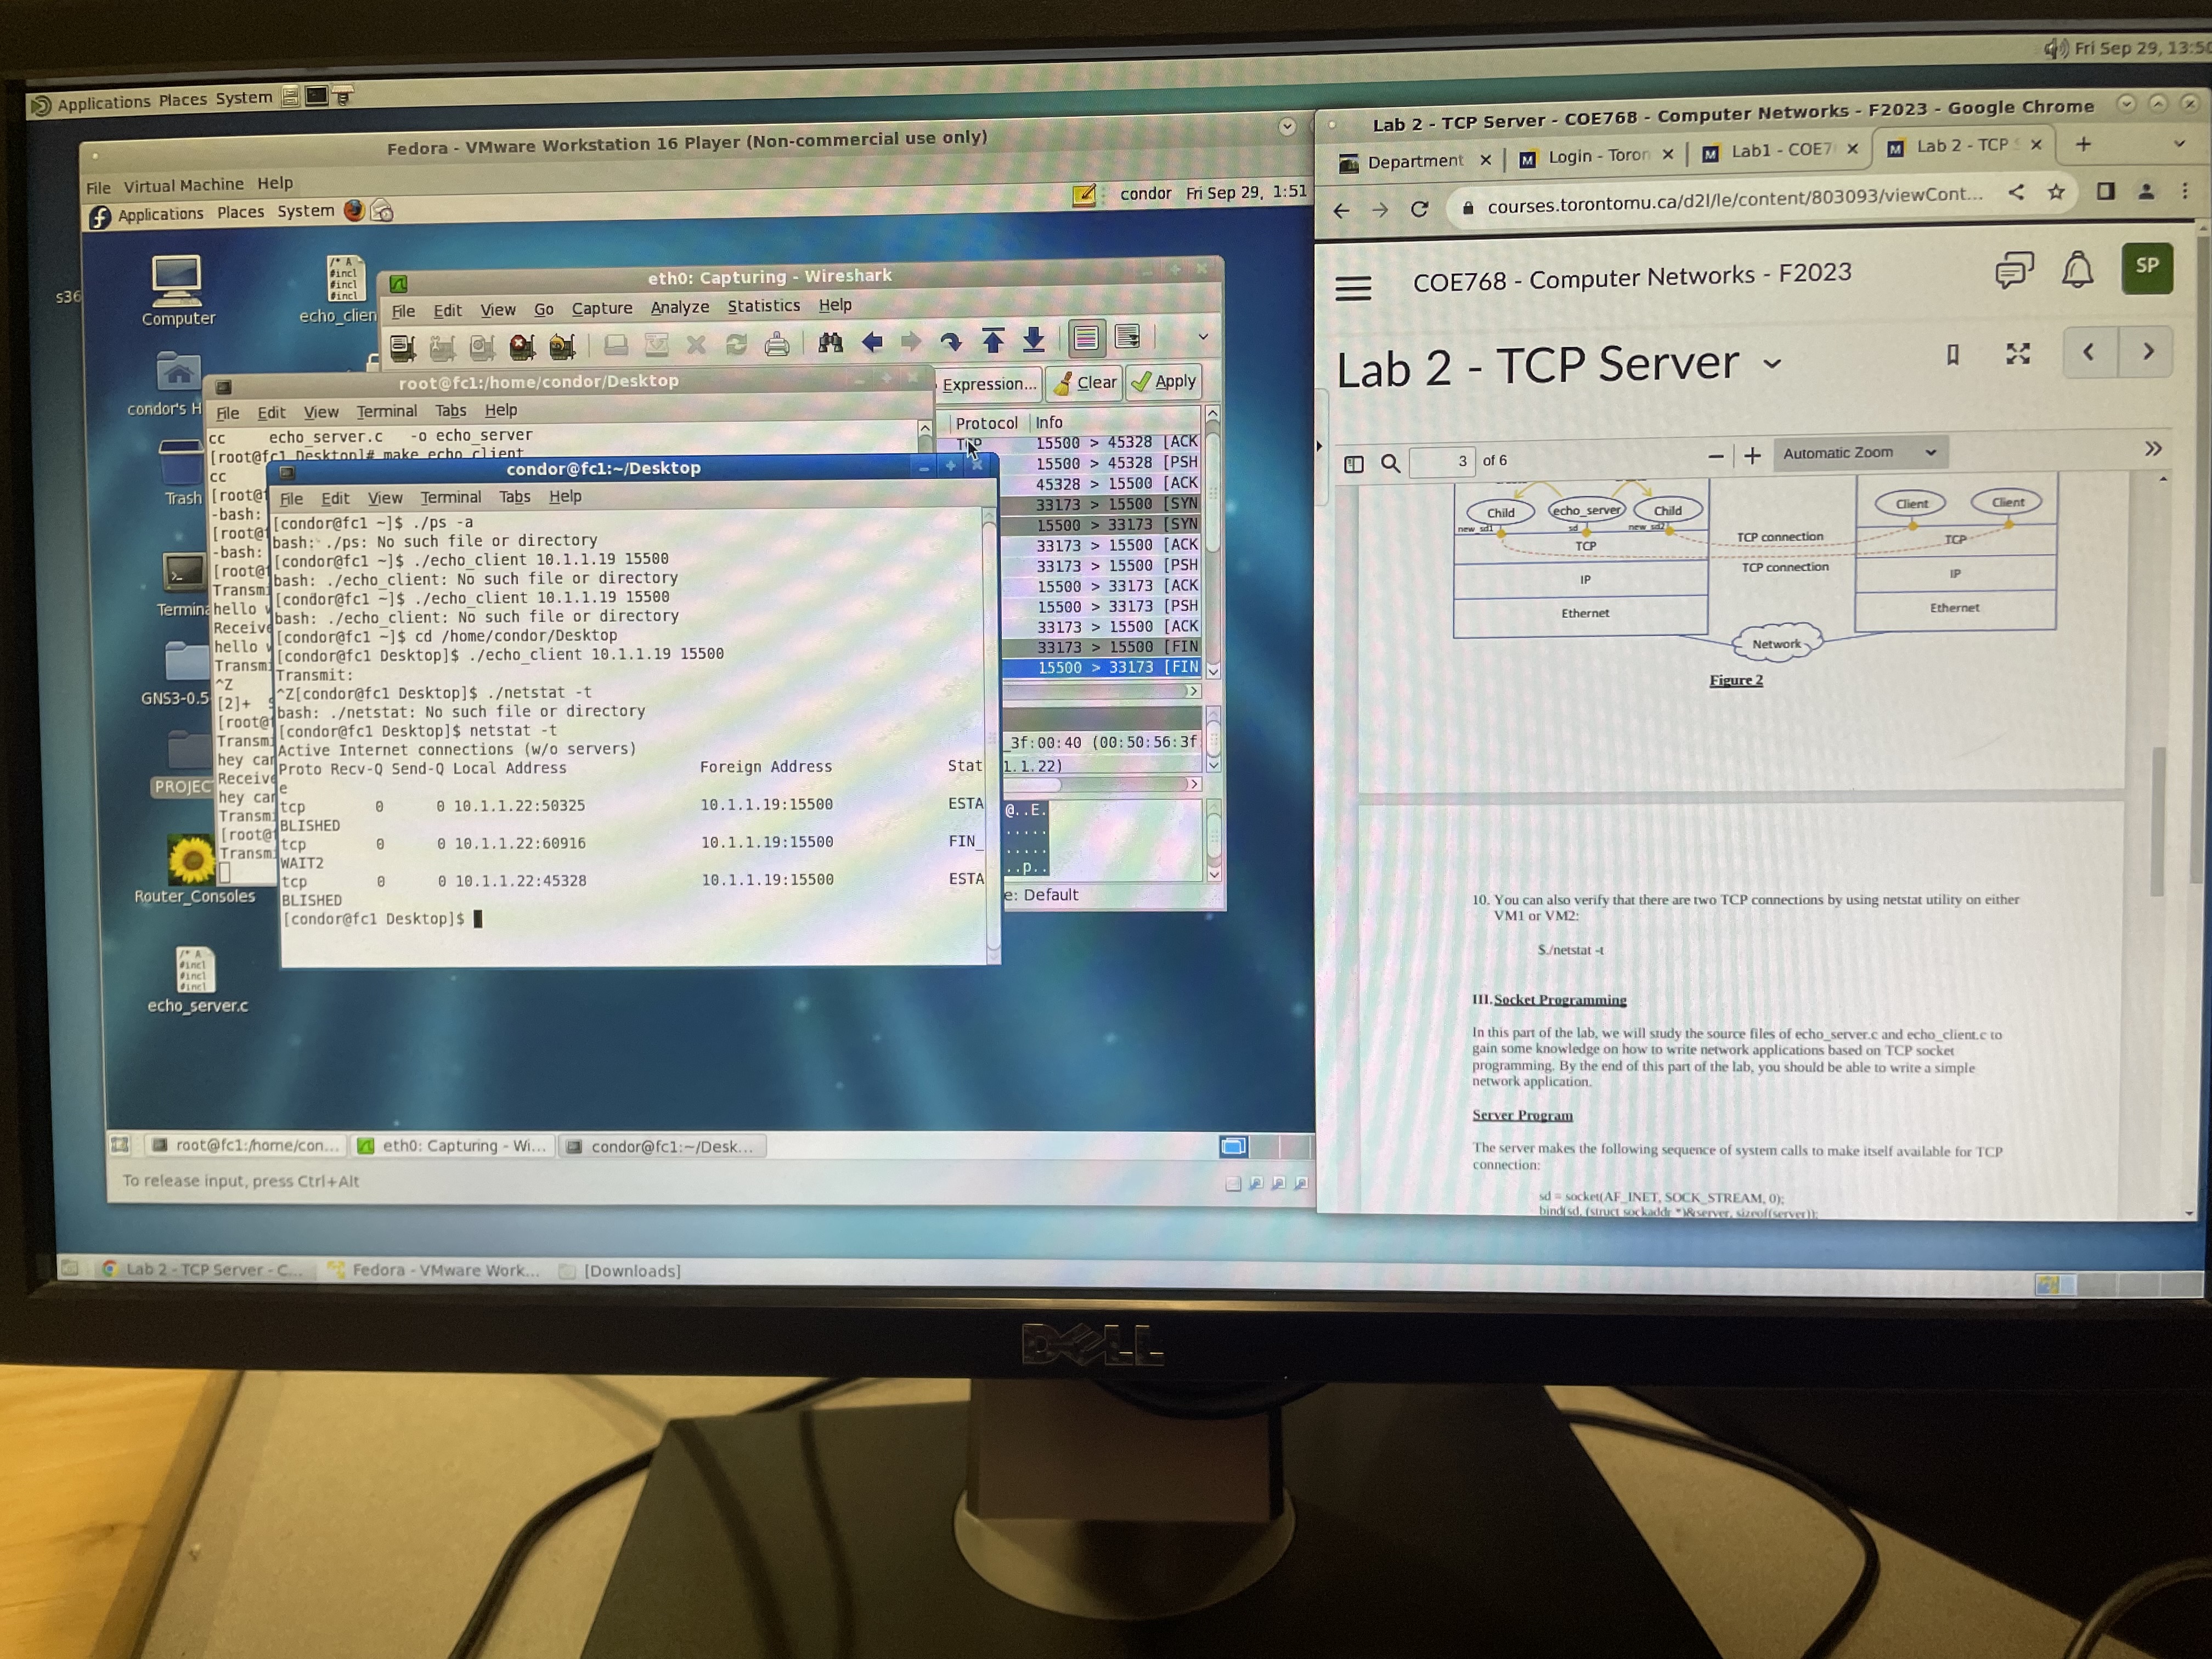 Fri Sep 29, 13:50
Applications Places System
Fedora - VMware Workstation 16 Player (Non-commercial use only)
File Virtual Machine Help
Applications Places System
condor Fri Sep 29, 1:51
Computer
echo_clien
s36
condor's H
Trash
Termina
GNS3-0.5
PROJEC
Router_Consoles
echo_server.c
eth0: Capturing - Wireshark
File Edit View Go Capture Analyze Statistics Help
Expression... Clear Apply
Protocol Info
TCP 15500 > 45328 [ACK
15500 > 45328 [PSH
45328 > 15500 [ACK
33173 > 15500 [SYN
15500 > 33173 [SYN
33173 > 15500 [ACK
33173 > 15500 [PSH
15500 > 33173 [ACK
15500 > 33173 [PSH
33173 > 15500 [ACK
33173 > 15500 [FIN
15500 > 33173 [FIN
_3f:00:40 (00:50:56:3f
1.1.22)
@..E.
.....
.....
..p..
e: Default
root@fc1:/home/condor/Desktop
File Edit View Terminal Tabs Help
cc echo_server.c -o echo_server
[root@fc1 Desktop]# make echo_client
cc
[root@f
-bash:
[root@f
-bash:
[root@f
Transmi
hello w
Receive
hello w
Transmi
^Z
[2]+ S
[root@f
Transmi
hey car
Receive
hey car
Transmi
[root@f
Transmi
condor@fc1:~/Desktop
File Edit View Terminal Tabs Help
[condor@fc1 ~]$ ./ps -a
bash: ./ps: No such file or directory
[condor@fc1 ~]$ ./echo_client 10.1.1.19 15500
bash: ./echo_client: No such file or directory
[condor@fc1 ~]$ ./echo_client 10.1.1.19 15500
bash: ./echo_client: No such file or directory
[condor@fc1 ~]$ cd /home/condor/Desktop
[condor@fc1 Desktop]$ ./echo_client 10.1.1.19 15500
Transmit:
^Z[condor@fc1 Desktop]$ ./netstat -t
bash: ./netstat: No such file or directory
[condor@fc1 Desktop]$ netstat -t
Active Internet connections (w/o servers)
Proto Recv-Q Send-Q Local Address Foreign Address Stat
e
tcp 0 0 10.1.1.22:50325 10.1.1.19:15500 ESTA
BLISHED
tcp 0 0 10.1.1.22:60916 10.1.1.19:15500 FIN_
WAIT2
tcp 0 0 10.1.1.22:45328 10.1.1.19:15500 ESTA
BLISHED
[condor@fc1 Desktop]$
root@fc1:/home/con... eth0: Capturing - Wi... condor@fc1:~/Desk...
To release input, press Ctrl+Alt
Lab 2 - TCP Server - C... Fedora - VMware Work... [Downloads]
Lab 2 - TCP Server - COE768 - Computer Networks - F2023 - Google Chrome
Department Login - Toron Lab1 - COE7 Lab 2 - TCP S
courses.torontomu.ca/d2l/le/content/803093/viewCont...
COE768 - Computer Networks - F2023
SP
Lab 2 - TCP Server
3 of 6
Automatic Zoom
Child echo_server Child Client Client
new_sd1 sd new_sd2
TCP TCP connection TCP
TCP connection
IP IP
Ethernet Ethernet
Network
Figure 2
10. You can also verify that there are two TCP connections by using netstat utility on either
VM1 or VM2:
$./netstat -t
III. Socket Programming
In this part of the lab, we will study the source files of echo_server.c and echo_client.c to
gain some knowledge on how to write network applications based on TCP socket
programming. By the end of this part of the lab, you should be able to write a simple
network application.
Server Program
The server makes the following sequence of system calls to make itself available for TCP
connection:
sd = socket(AF_INET, SOCK_STREAM, 0);
bind(sd, (struct sockaddr *)&server, sizeof(server));
DELL